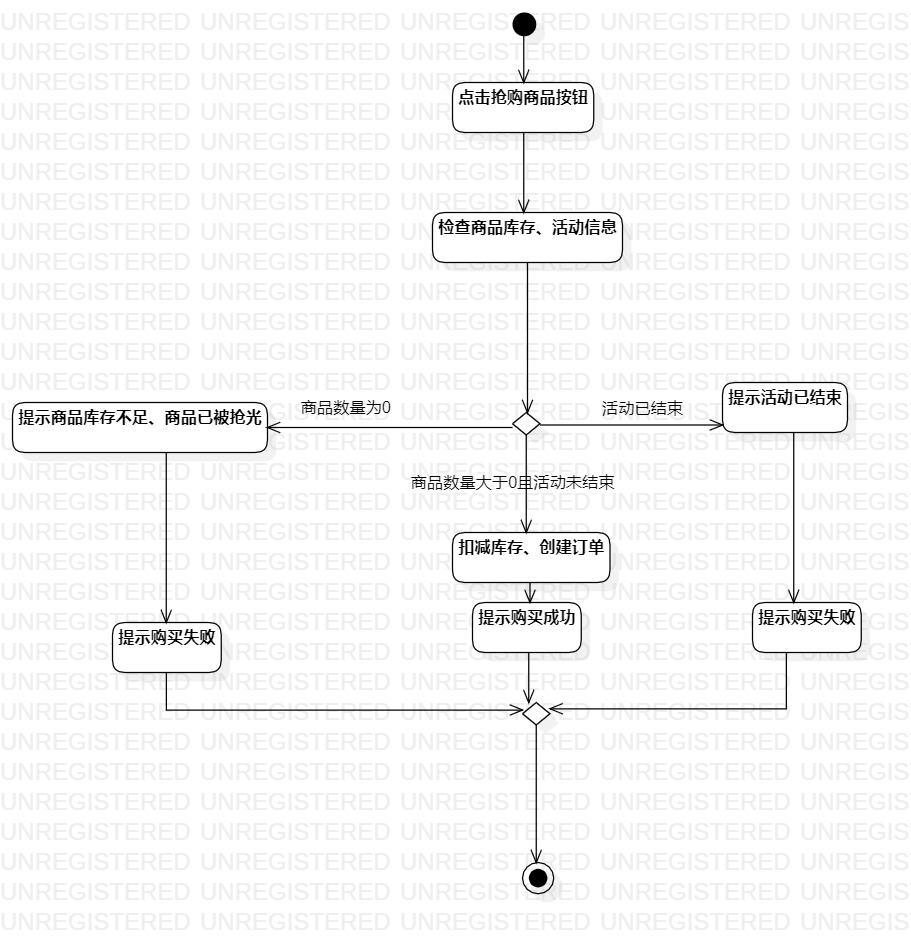 点击抢购商品按钮
检查商品库存、活动信息
提示活动已结束
商品数量为0
活动已结束
提示商品库存不足、商品已被抢光
商品数量大于0且活动未结束
扣减库存、创建订单
提示购买成功
提示购买失败
提示购买失败
UNREGISTERED